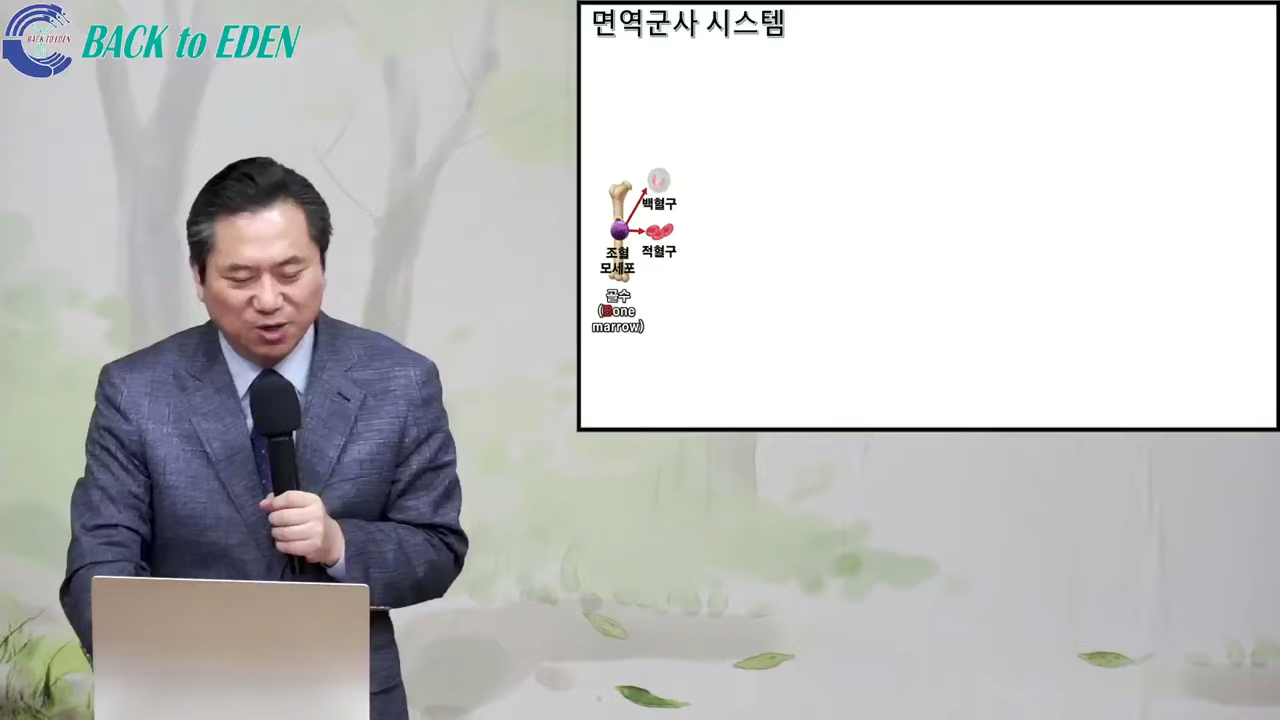 BACK TO EDEN
BACK to EDEN
면역군사 시스템
백혈구
적혈구
조혈
모세포
골수
(Bone
marrow)